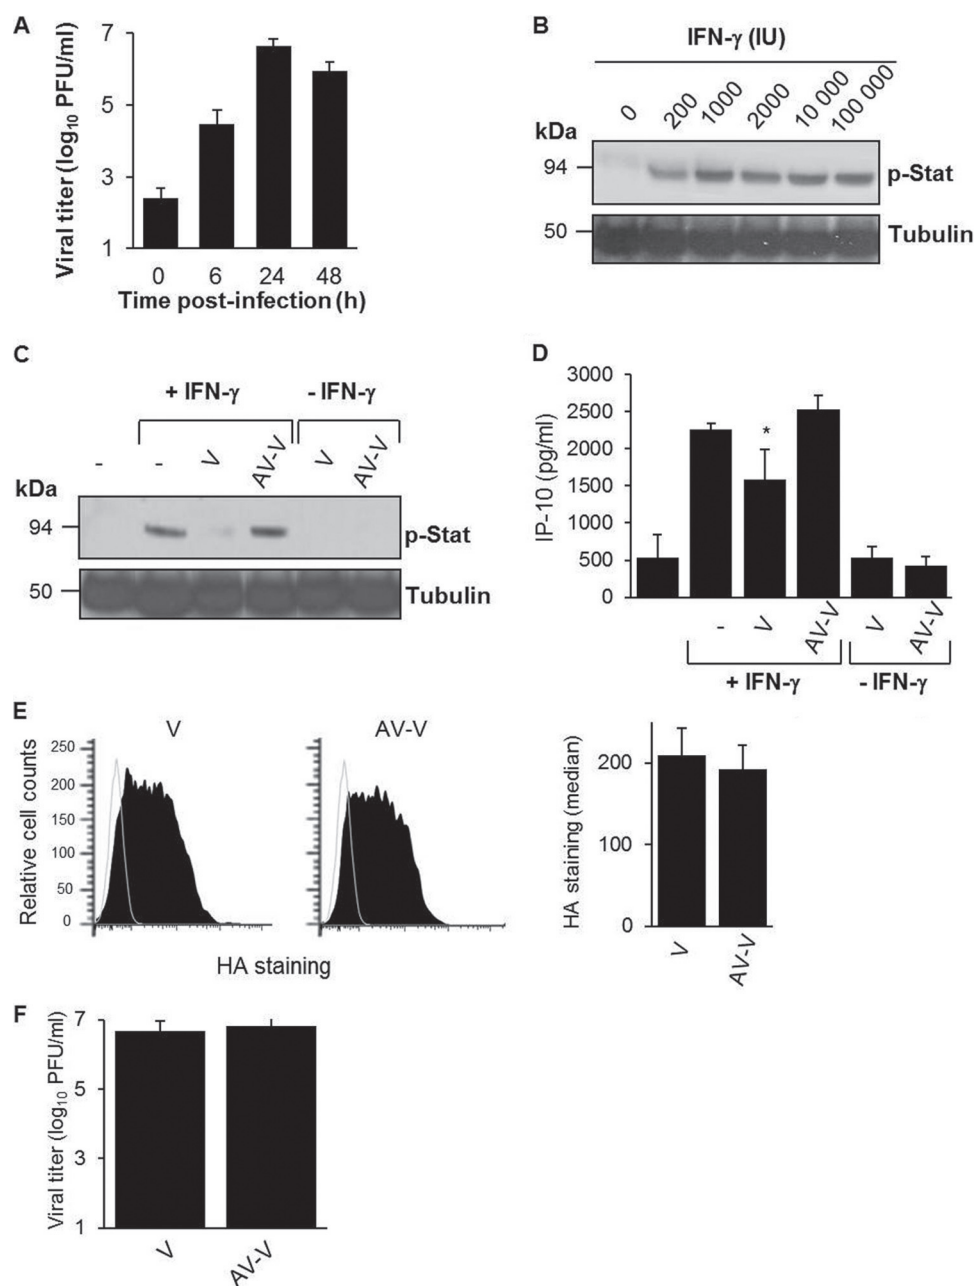 A
Viral titer (log10 PFU/ml)
7
5
3
1
0 6 24 48
Time post-infection (h)
B
IFN-γ (IU)
0 200 1000 2000 10 000 100 000
kDa
94
p-Stat
50
Tubulin
C
+ IFN-γ - IFN-γ
- - V AV-V V AV-V
kDa
94
p-Stat
50
Tubulin
D
IP-10 (pg/ml)
3000
2500
2000
1500
1000
500
0
*
- V AV-V V AV-V
+ IFN-γ - IFN-γ
E
V AV-V
Relative cell counts
250
200
150
100
50
0
HA staining
HA staining (median)
200
100
0
V AV-V
F
Viral titer (log10 PFU/ml)
7
5
3
1
V AV-V